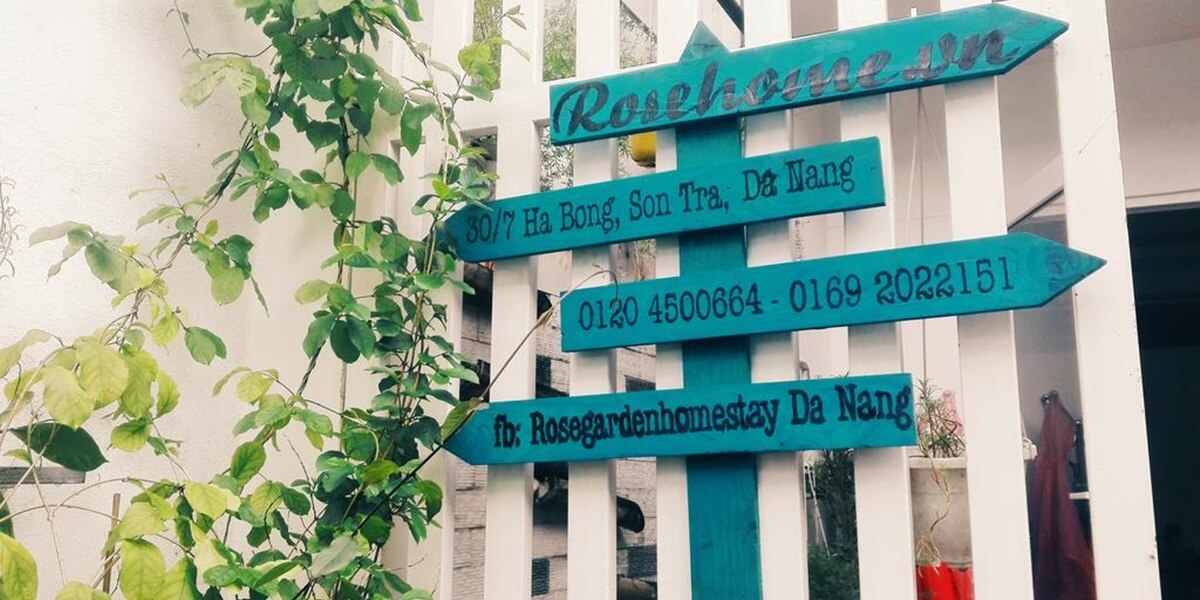 Rosehome.vn
30/7 Ha Bong, Son Tra, Da Nang
0120 4500664 - 0169 2022151
fb: Rosegardenhomestay Da Nang